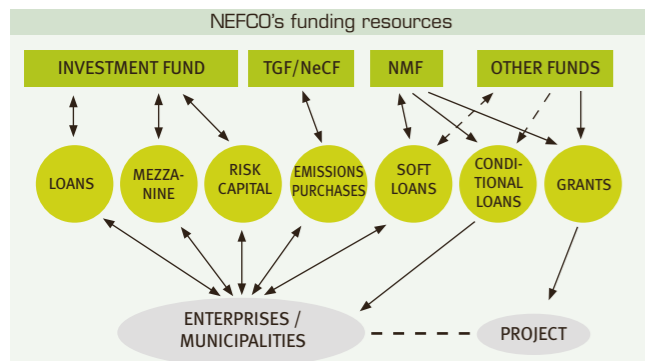 NEFCO's funding resources
INVESTMENT FUND
TGF/NeCF
NMF
OTHER FUNDS
LOANS
MEZZA-
NINE
RISK
CAPITAL
EMISSIONS
PURCHASES
SOFT
LOANS
CONDI-
TIONAL
LOANS
GRANTS
ENTERPRISES /
MUNICIPALITIES
PROJECT